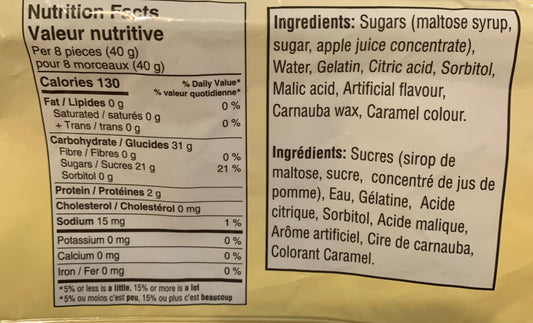 Nutrition Facts
Valeur nutritive
Per 8 pieces (40 g)
pour 8 morceaux (40 g)
Calories 130
% Daily Value*
% valeur quotidienne*
Fat / Lipides 0 g 0 %
Saturated / saturés 0 g
+ Trans / trans 0 g 0 %
Carbohydrate / Glucides 31 g
Fibre / Fibres 0 g 0 %
Sugars / Sucres 21 g 21 %
Sorbitol 0 g
Protein / Protéines 2 g
Cholesterol / Cholestérol 0 mg
Sodium 15 mg 1 %
Potassium 0 mg 0 %
Calcium 0 mg 0 %
Iron / Fer 0 mg 0 %
*5% or less is a little, 15% or more is a lot
*5% ou moins c'est peu, 15% ou plus c'est beaucoup
Ingredients: Sugars (maltose syrup,
sugar, apple juice concentrate),
Water, Gelatin, Citric acid, Sorbitol,
Malic acid, Artificial flavour,
Carnauba wax, Caramel colour.
Ingrédients: Sucres (sirop de
maltose, sucre, concentré de jus de
pomme), Eau, Gélatine, Acide
citrique, Sorbitol, Acide malique,
Arôme artificiel, Cire de carnauba,
Colorant Caramel.